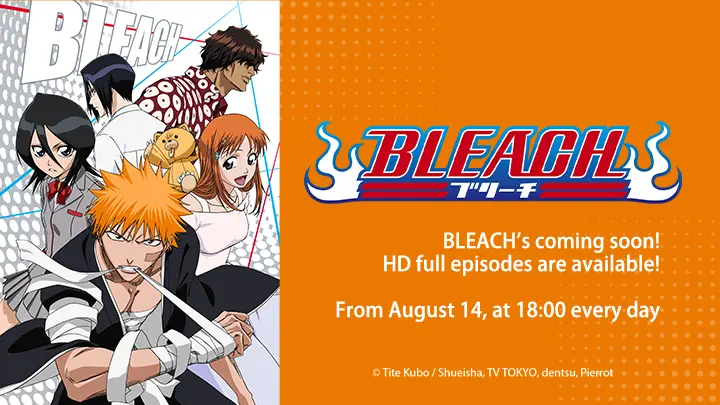 BLEACH
BLEACH
ブリーチ
BLEACH's coming soon!
HD full episodes are available!
From August 14, at 18:00 every day
© Tite Kubo / Shueisha, TV TOKYO, dentsu, Pierrot